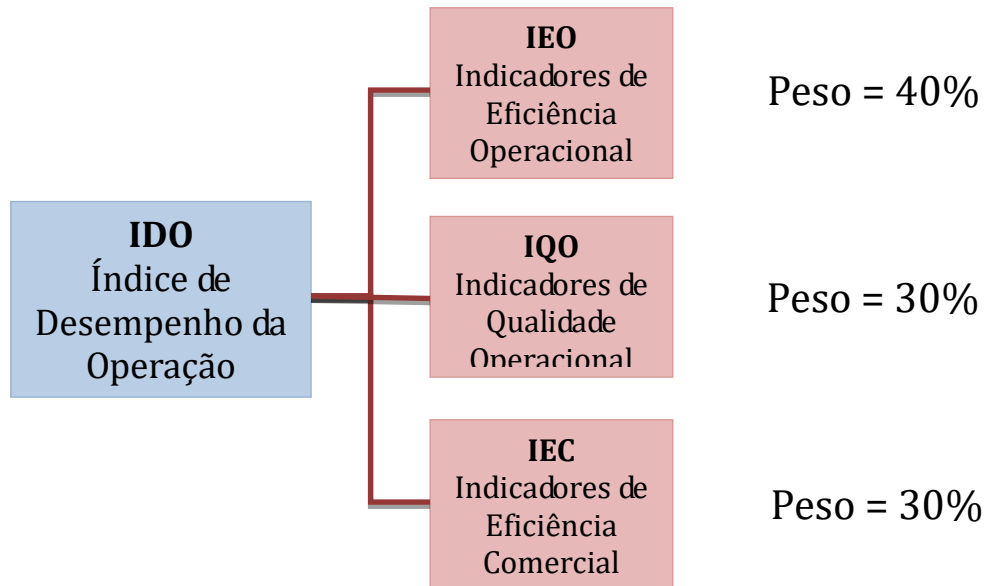 IEO
Indicadores de
Eficiência
Operacional
Peso = 40%
IDO
Índice de
Desempenho da
Operação
IQO
Indicadores de
Qualidade
Operacional
Peso = 30%
IEC
Indicadores de
Eficiência
Comercial
Peso = 30%